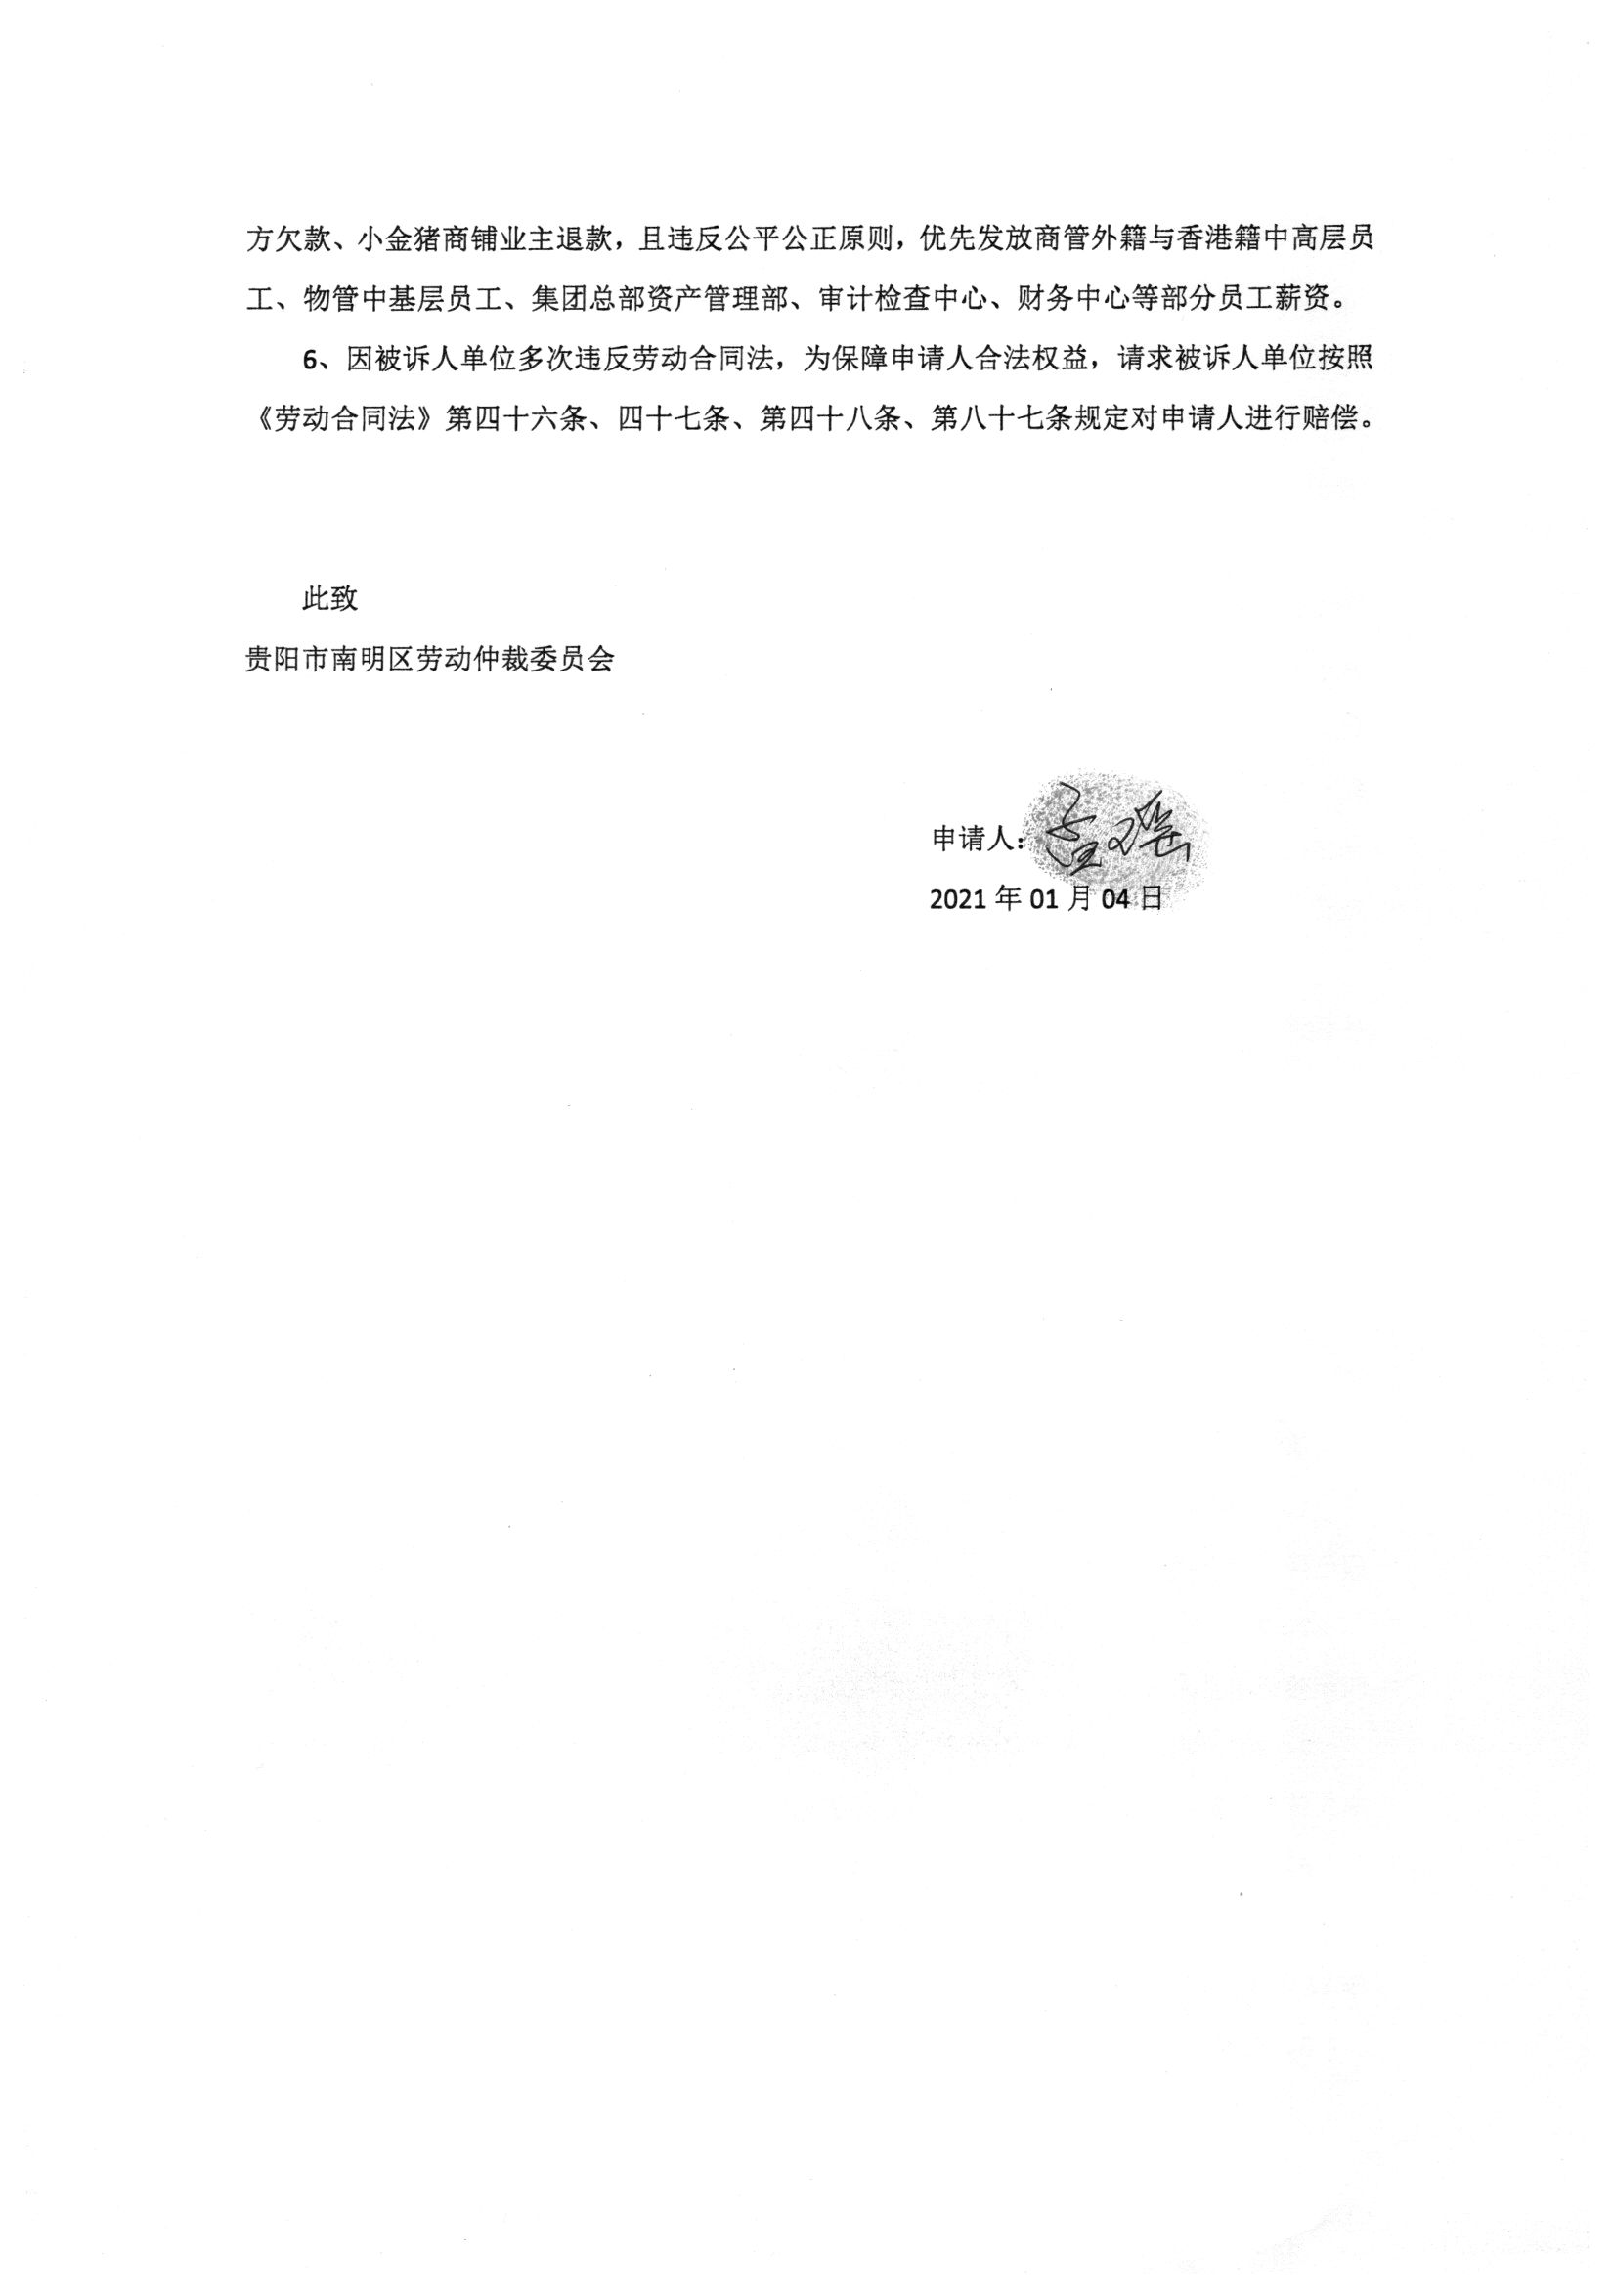 方欠款、小金猪商铺业主退款，且违反公平公正原则，优先发放商管外籍与香港籍中高层员
工、物管中基层员工、集团总部资产管理部、审计检查中心、财务中心等部分员工薪资。
6、因被诉人单位多次违反劳动合同法，为保障申请人合法权益，请求被诉人单位按照
《劳动合同法》第四十六条、四十七条、第四十八条、第八十七条规定对申请人进行赔偿。
此致
贵阳市南明区劳动仲裁委员会
申请人：
2021 年 01 月 04 日